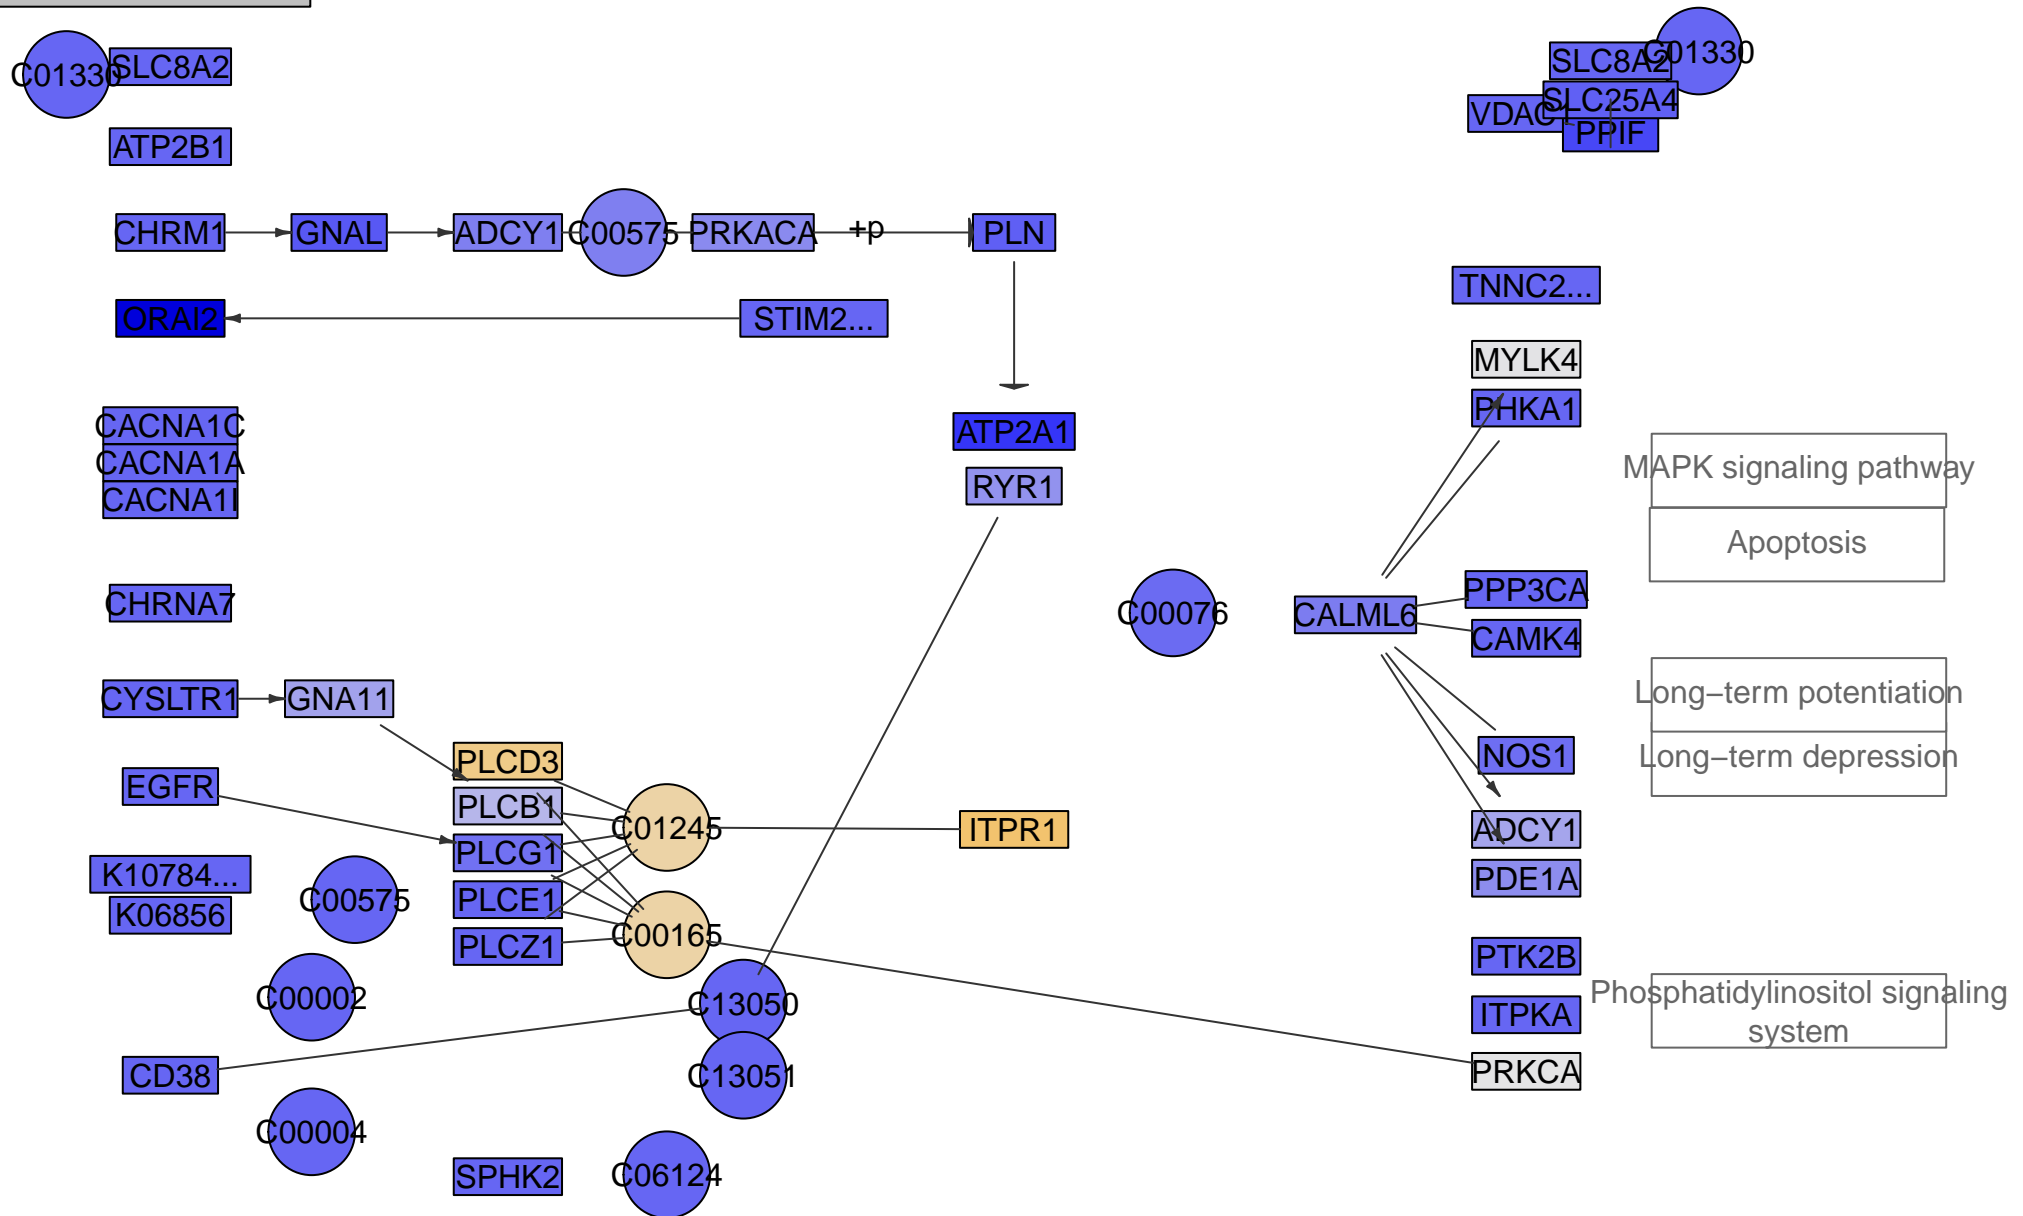 C01330
SLC8A2
SLC8A2
C01330
SLC25A4
VDAC1
PPIF
ATP2B1
CHRM1
GNAL
ADCY1
C00575
PRKACA
+p
PLN
TNNC2...
ORAI2
STIM2...
MYLK4
PHKA1
CACNA1C
CACNA1A
CACNA1I
ATP2A1
RYR1
MAPK signaling pathway
Apoptosis
CHRNA7
C00076
CALML6
PPP3CA
CAMK4
CYSLTR1
GNA11
Long−term potentiation
Long−term depression
PLCD3
NOS1
EGFR
PLCB1
C01245
ITPR1
ADCY1
PLCG1
K10784...
C00575
PLCE1
PDE1A
K06856
C00165
PLCZ1
PTK2B
C00002
C13050
Phosphatidylinositol signaling
system
ITPKA
CD38
C13051
PRKCA
C00004
SPHK2
C06124